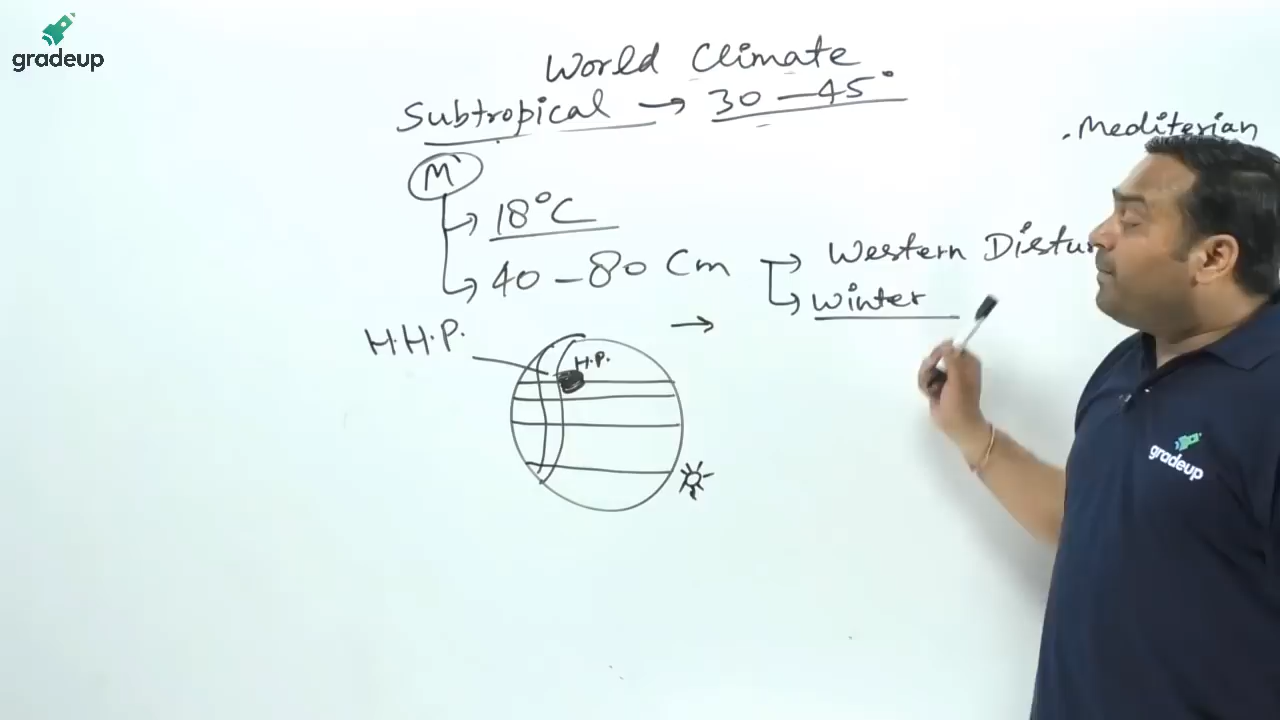 gradeup
World Climate
Subtropical → 30 - 45°
. Mediterian
M
→ 18°C
→ 40 - 80 Cm → Western Distur
→ winter
H.H.P. →
H.P.
gradeup